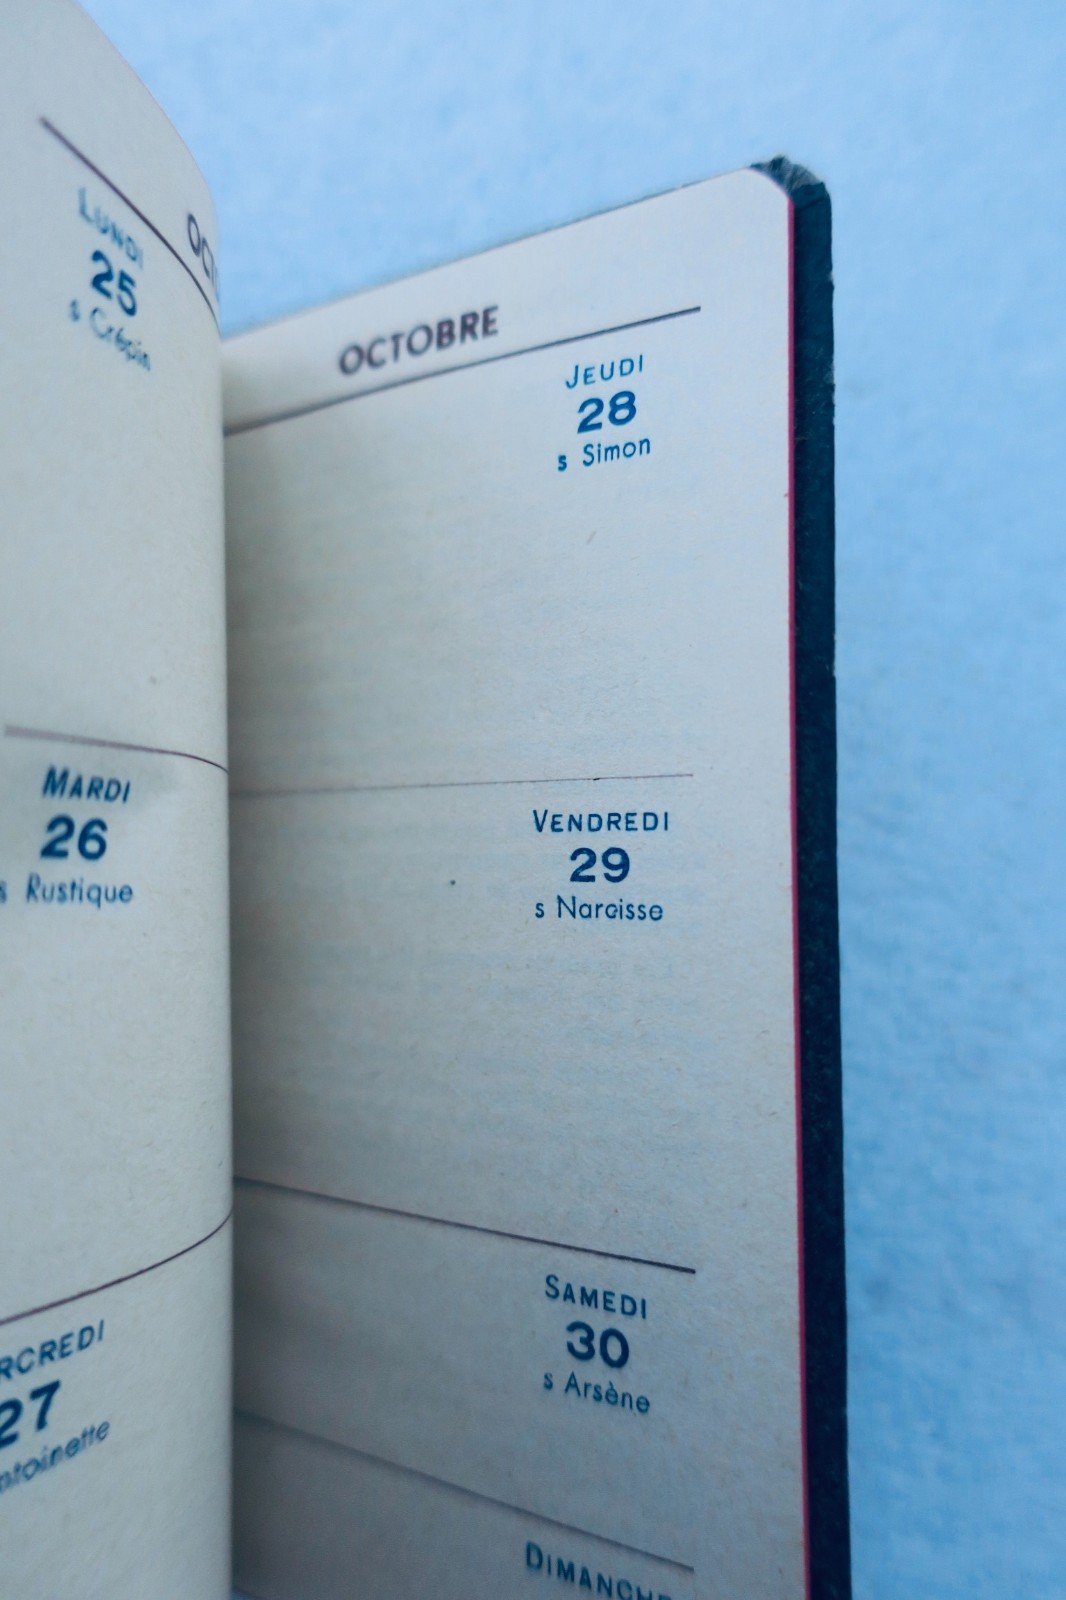 LUNDI
25
s Crépin
MARDI
26
s Rustique
27
OCTOBRE
JEUDI
28
s Simon
VENDREDI
29
s Narcisse
SAMEDI
30
s Arsène